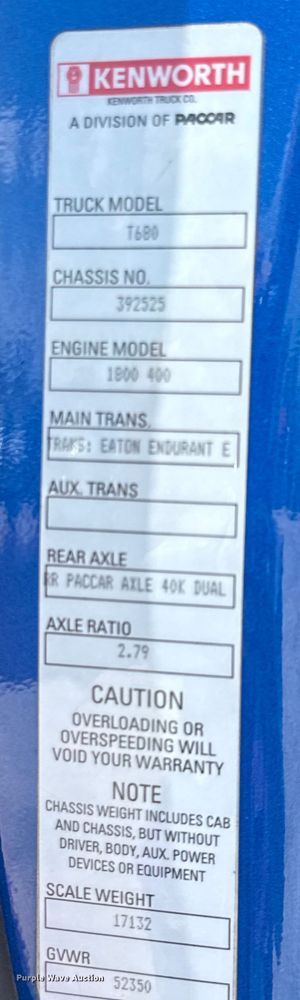 KENWORTH
KENWORTH TRUCK CO.
A DIVISION OF PACCAR
TRUCK MODEL
T680
CHASSIS NO.
392525
ENGINE MODEL
1800 400
MAIN TRANS.
TRANS: EATON ENDURANT E
AUX. TRANS
REAR AXLE
RR PACCAR AXLE 40K DUAL
AXLE RATIO
2.79
CAUTION
OVERLOADING OR
OVERSPEEDING WILL
VOID YOUR WARRANTY
NOTE
CHASSIS WEIGHT INCLUDES CAB
AND CHASSIS, BUT WITHOUT
DRIVER, BODY, AUX. POWER
DEVICES OR EQUIPMENT
SCALE WEIGHT
17132
GVWR
52350
Purple Wave Auction